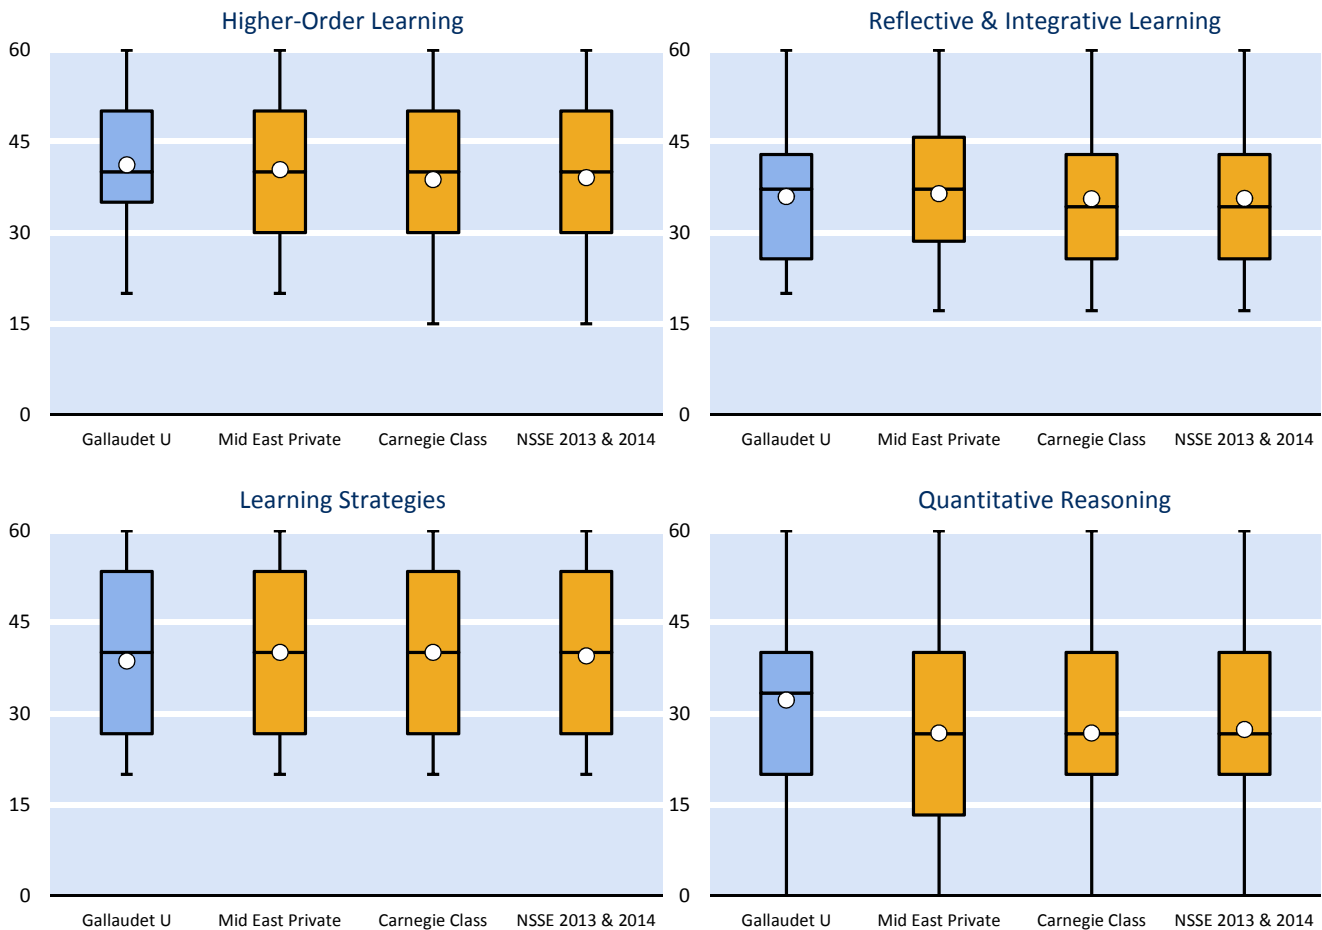 Higher-Order Learning
60
45
30
15
0
Gallaudet U Mid East Private Carnegie Class NSSE 2013 & 2014
Reflective & Integrative Learning
60
45
30
15
0
Gallaudet U Mid East Private Carnegie Class NSSE 2013 & 2014
Learning Strategies
60
45
30
15
0
Gallaudet U Mid East Private Carnegie Class NSSE 2013 & 2014
Quantitative Reasoning
60
45
30
15
0
Gallaudet U Mid East Private Carnegie Class NSSE 2013 & 2014